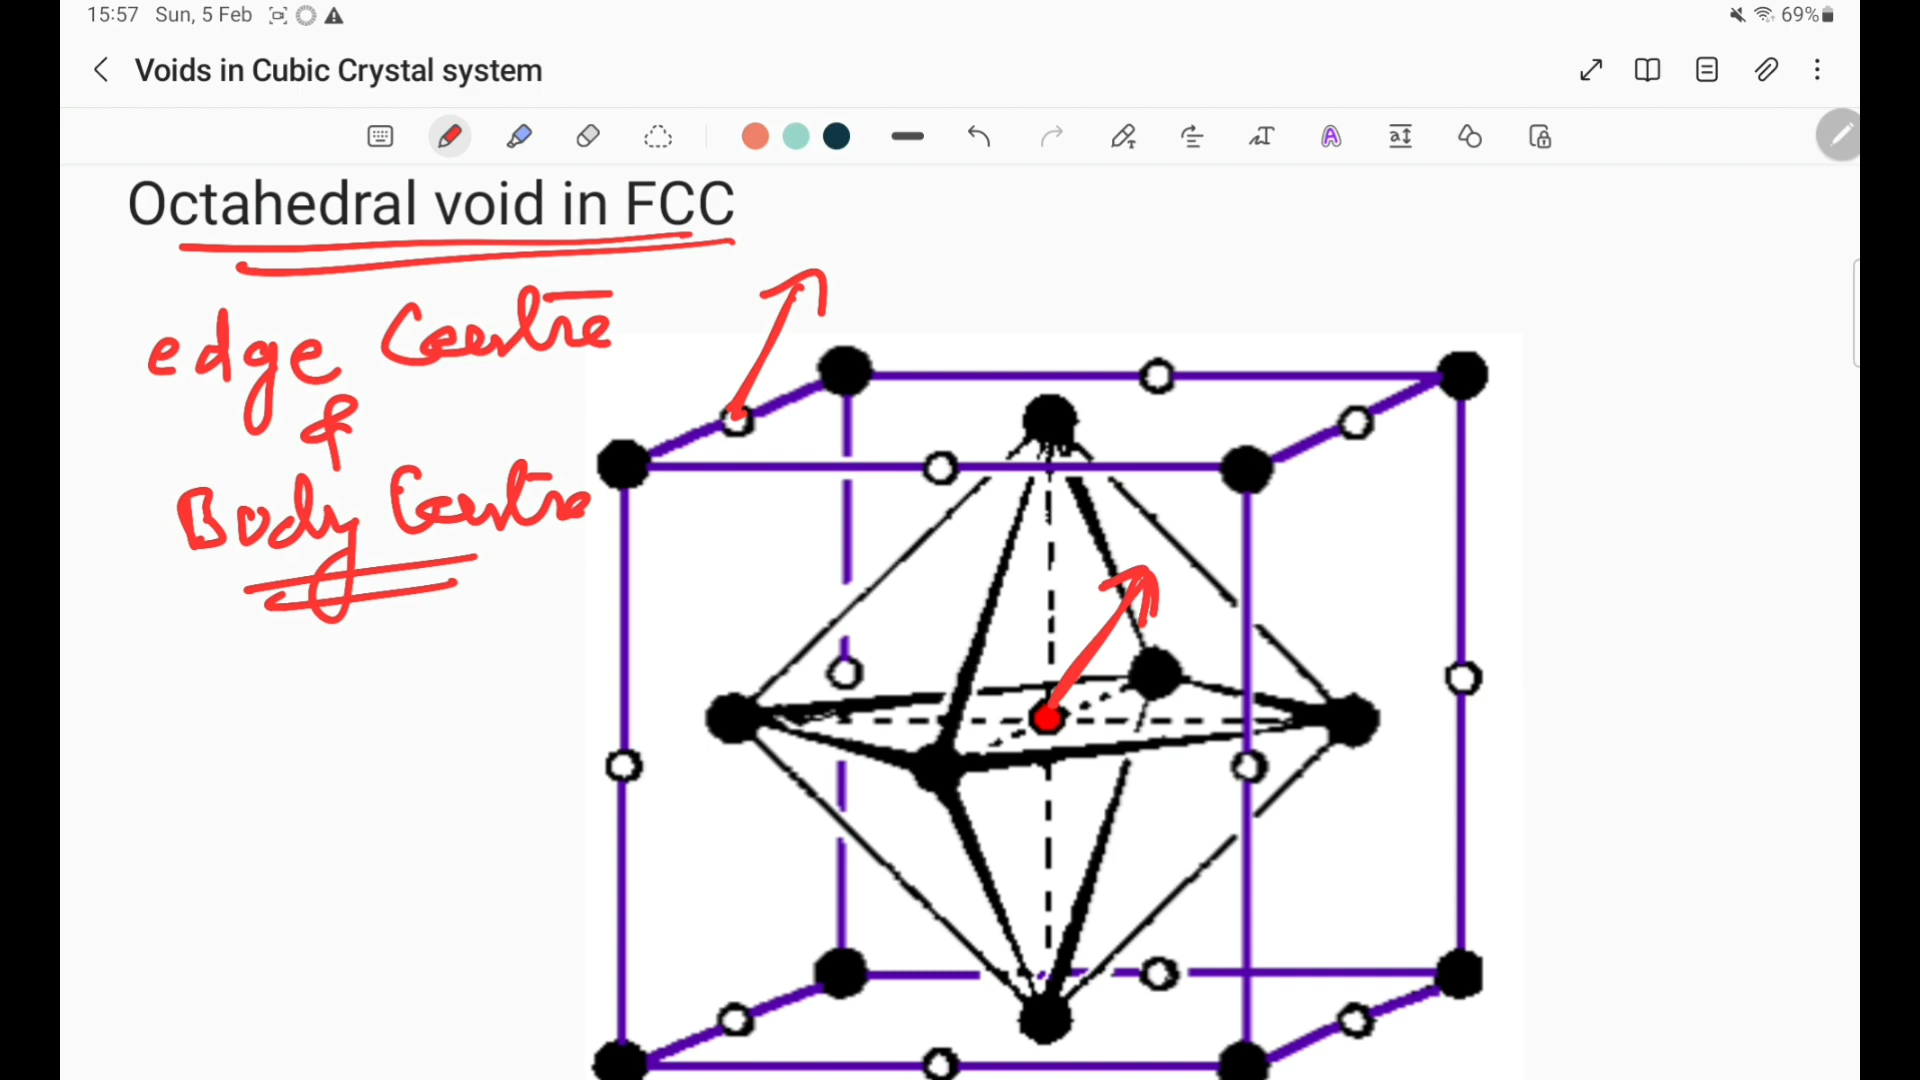 15:57 Sun, 5 Feb
69%
Voids in Cubic Crystal system
Octahedral void in FCC
edge Centre
&
Body Centre